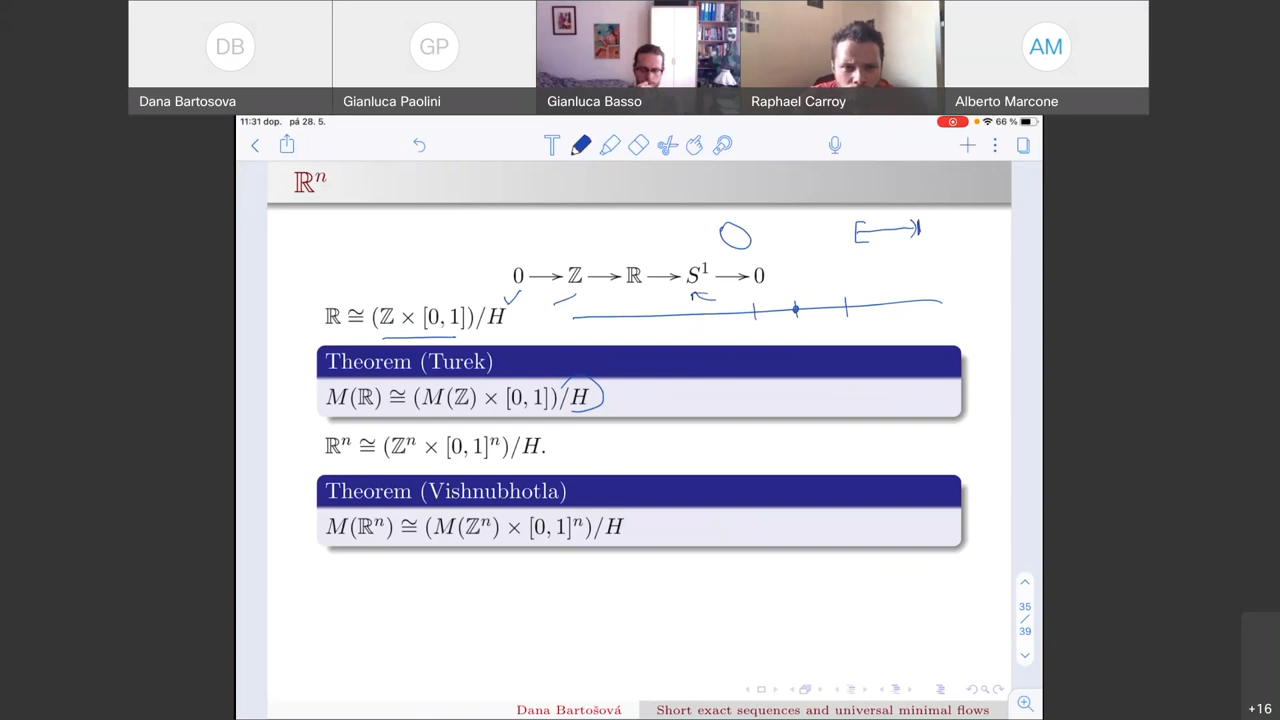 DB
GP
AM
Dana Bartosova
Gianluca Paolini
Gianluca Basso
Raphael Carroy
Alberto Marcone
11:31 dop. pá 28. 5.
66 %
ℝⁿ
0 ⟶ ℤ ⟶ ℝ ⟶ S¹ ⟶ 0
ℝ ≅ (ℤ × [0, 1])/H
Theorem (Turek)
M(ℝ) ≅ (M(ℤ) × [0, 1])/H
ℝⁿ ≅ (ℤⁿ × [0, 1]ⁿ)/H.
Theorem (Vishnubhotla)
M(ℝⁿ) ≅ (M(ℤⁿ) × [0, 1]ⁿ)/H
35
/
39
Dana Bartošová
Short exact sequences and universal minimal flows
+16